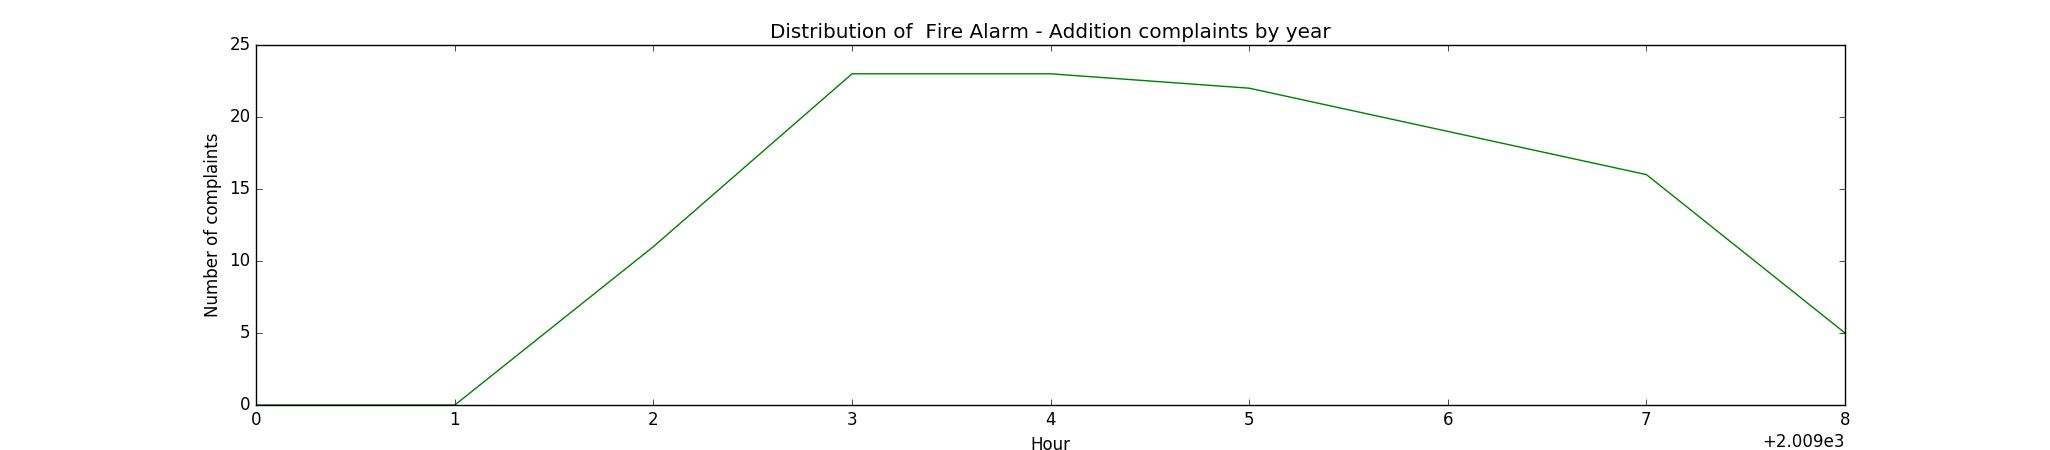 Distribution of  Fire Alarm - Addition complaints by year
25
20
15
10
5
0
Number of complaints
0 1 2 3 4 5 6 7 8
Hour
+2.009e3